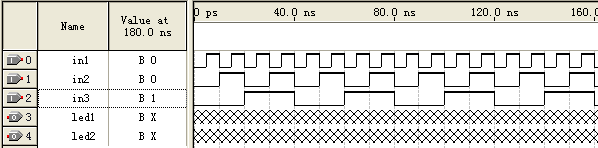 Name Value at 180.0 ns 0 ps 40.0 ns 80.0 ns 120.0 ns 160.0
0 in1 B 0
1 in2 B 0
2 in3 B 1
3 led1 B X
4 led2 B X